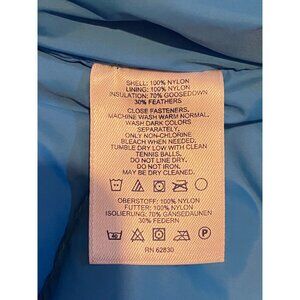 SHELL: 100% NYLON
LINING: 100% NYLON
INSULATION: 70% GOOSEDOWN
30% FEATHERS
CLOSE FASTENERS,
MACHINE WASH WARM NORMAL,
WASH DARK COLORS
SEPARATELY,
ONLY NON-CHLORINE
BLEACH WHEN NEEDED,
TUMBLE DRY LOW WITH CLEAN
TENNIS BALLS,
DO NOT LINE DRY,
DO NOT IRON,
MAY BE DRY CLEANED
OBERSTOFF: 100% NYLON
FUTTER: 100% NYLON
ISOLIERUNG: 70% GÄNSEDAUNEN
30% FEDERN
P
RN 62830